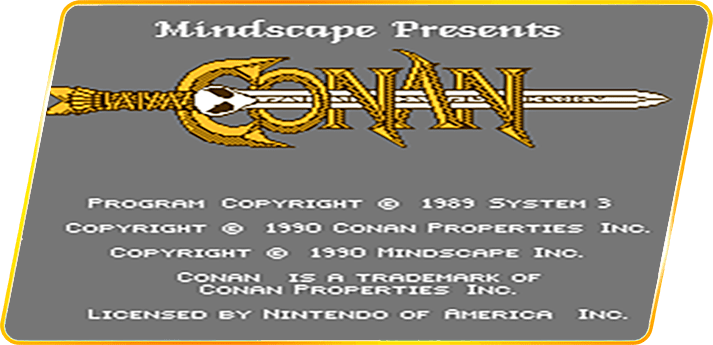 Mindscape Presents
CONAN
PROGRAM COPYRIGHT © 1989 SYSTEM 3
COPYRIGHT © 1990 CONAN PROPERTIES INC.
COPYRIGHT © 1990 MINDSCAPE INC.
CONAN IS A TRADEMARK OF
CONAN PROPERTIES INC.
LICENSED BY NINTENDO OF AMERICA INC.